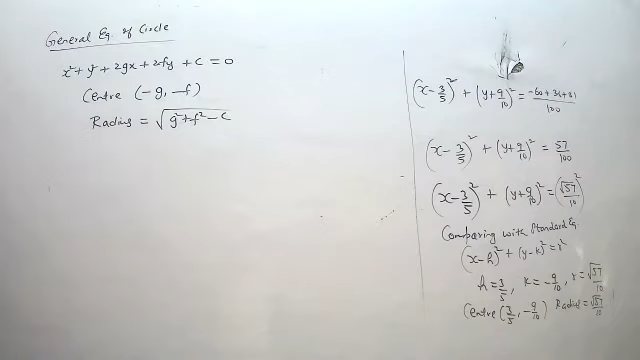 General Eq. of Circle
x² + y² + 2gx + 2fy + c = 0
Centre (-g, -f)
Radius = √(g²+f²-c)
(x - 3/5)² + (y + 9/10)² = (-60 + 36 + 81)/100
(x - 3/5)² + (y + 9/10)² = 57/100
(x - 3/5)² + (y + 9/10)² = (√57/10)²
Comparing with Standard Eq.
(x-h)² + (y-k)² = r²
h = 3/5, k = -9/10, r = √57/10
Centre (3/5, -9/10) Radius = √57/10